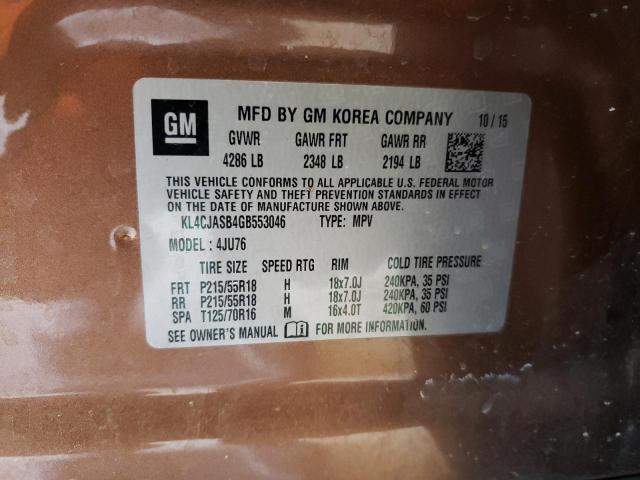 GM
MFD BY GM KOREA COMPANY 10 / 15
GVWR GAWR FRT GAWR RR
4286 LB 2348 LB 2194 LB
THIS VEHICLE CONFORMS TO ALL APPLICABLE U.S. FEDERAL MOTOR
VEHICLE SAFETY AND THEFT PREVENTION STANDARDS IN EFFECT
ON THE DATE OF MANUFACTURE SHOWN ABOVE.
KL4CJASB4GB553046 TYPE: MPV
MODEL : 4JU76
TIRE SIZE SPEED RTG RIM COLD TIRE PRESSURE
FRT P215/55R18 H 18x7.0J 240KPA, 35 PSI
RR P215/55R18 H 18x7.0J 240KPA, 35 PSI
SPA T125/70R16 M 16x4.0T 420KPA, 60 PSI
SEE OWNER'S MANUAL FOR MORE INFORMATION.